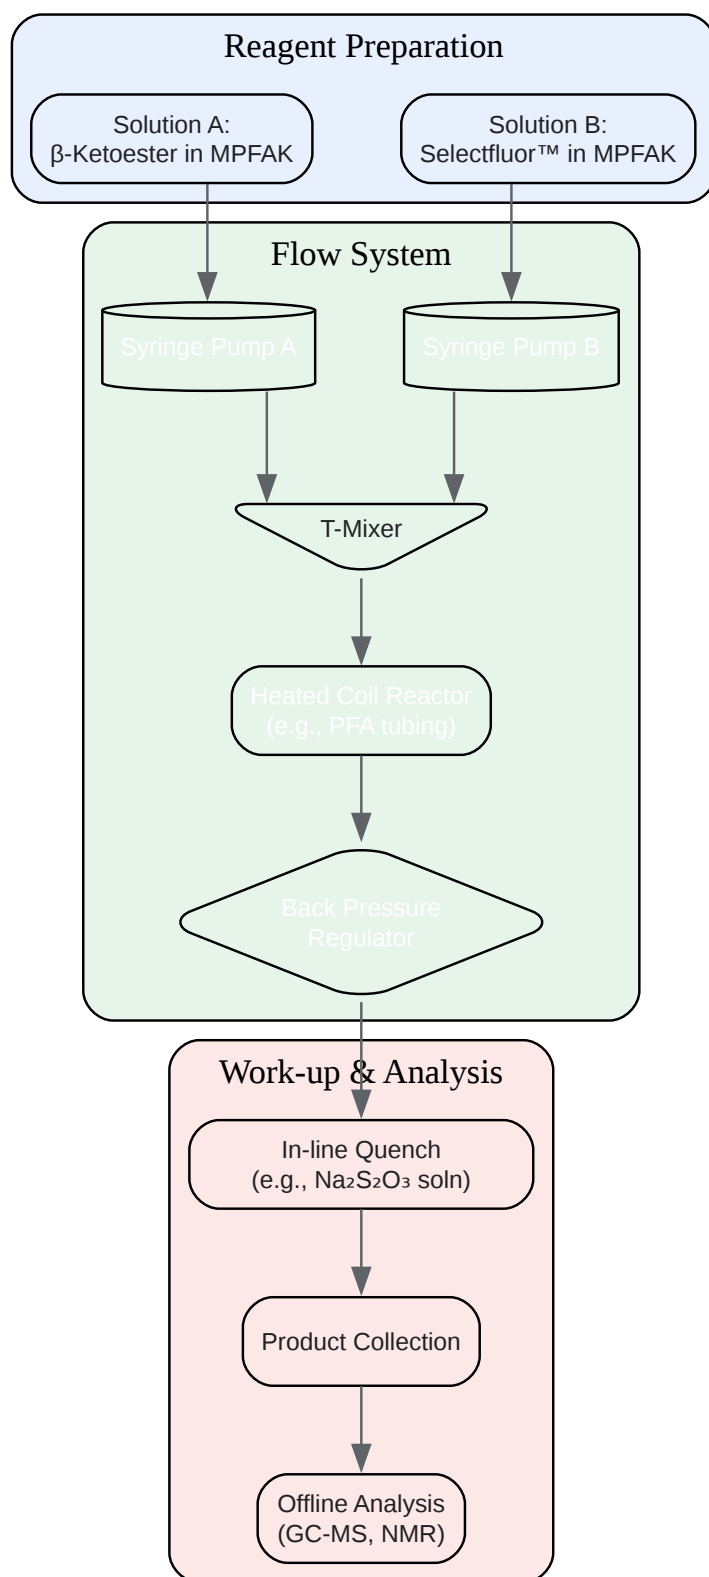 Reagent Preparation
Solution A:
β-Ketoester in MPFAK
Solution B:
Selectfluor™ in MPFAK
Flow System
Syringe Pump A
Syringe Pump B
T-Mixer
Heated Coil Reactor
(e.g., PFA tubing)
Back Pressure
Regulator
Work-up & Analysis
In-line Quench
(e.g., Na₂S₂O₃ soln)
Product Collection
Offline Analysis
(GC-MS, NMR)